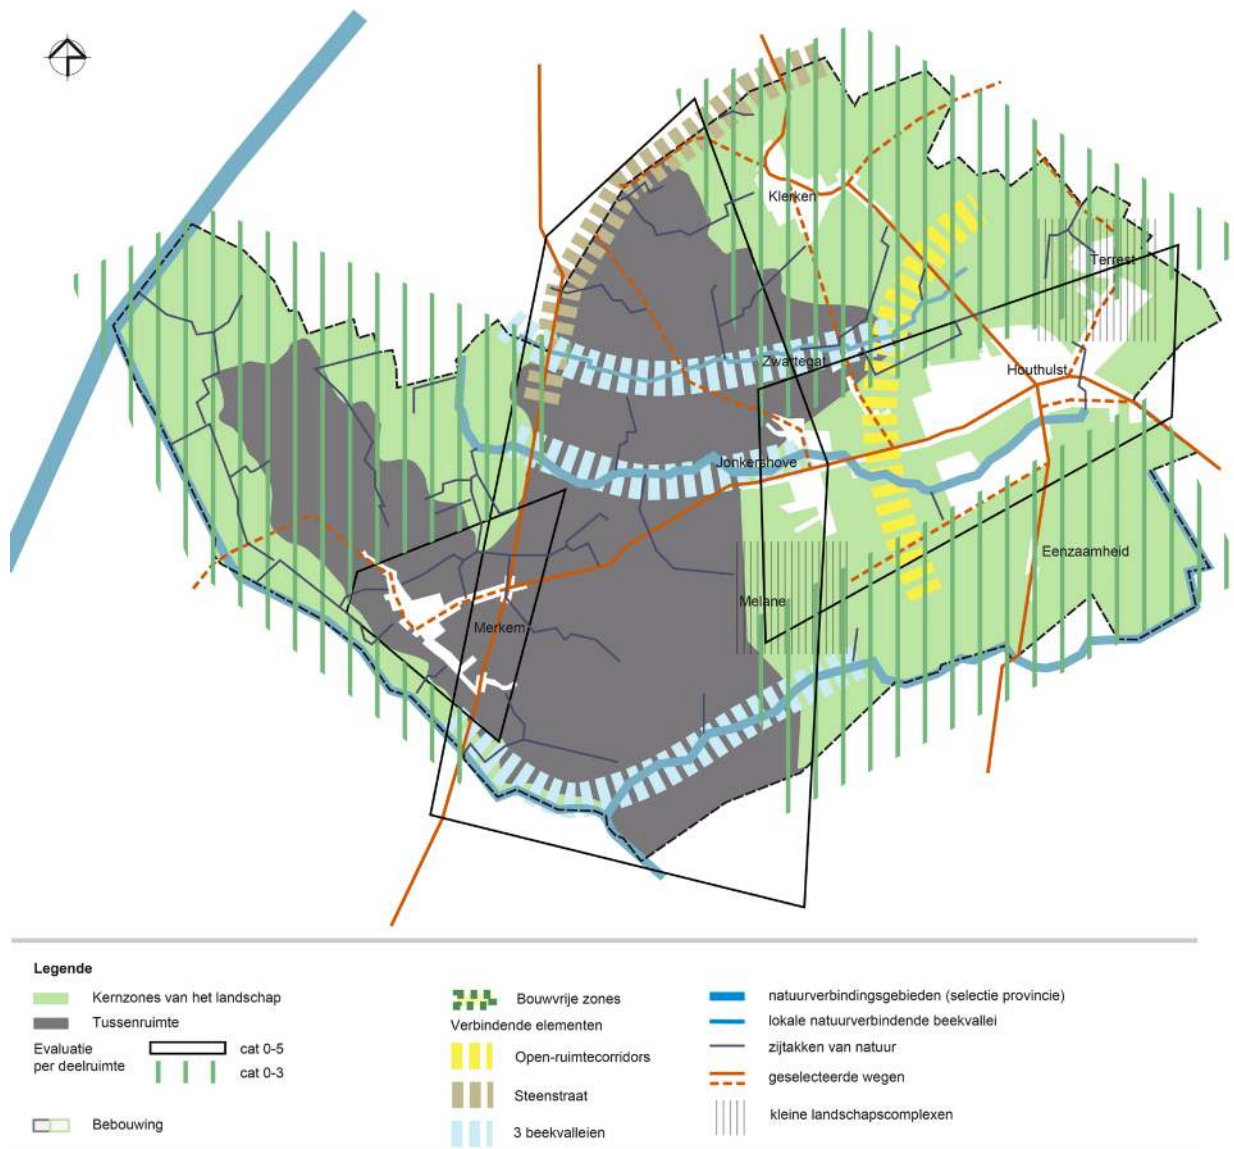 Klerken
Terrest
Zwartegat
Houthulst
Jonkershove
Eenzaamheid
Melane
Merkem
Legende
Kernzones van het landschap
Tussenruimte
Evaluatie
per deelruimte
cat 0-5
cat 0-3
Bebouwing
Bouwvrije zones
Verbindende elementen
Open-ruimtecorridors
Steenstraat
3 beekvalleien
natuurverbindingsgebieden (selectie provincie)
lokale natuurverbindende beekvallei
zijtakken van natuur
geselecteerde wegen
kleine landschapscomplexen